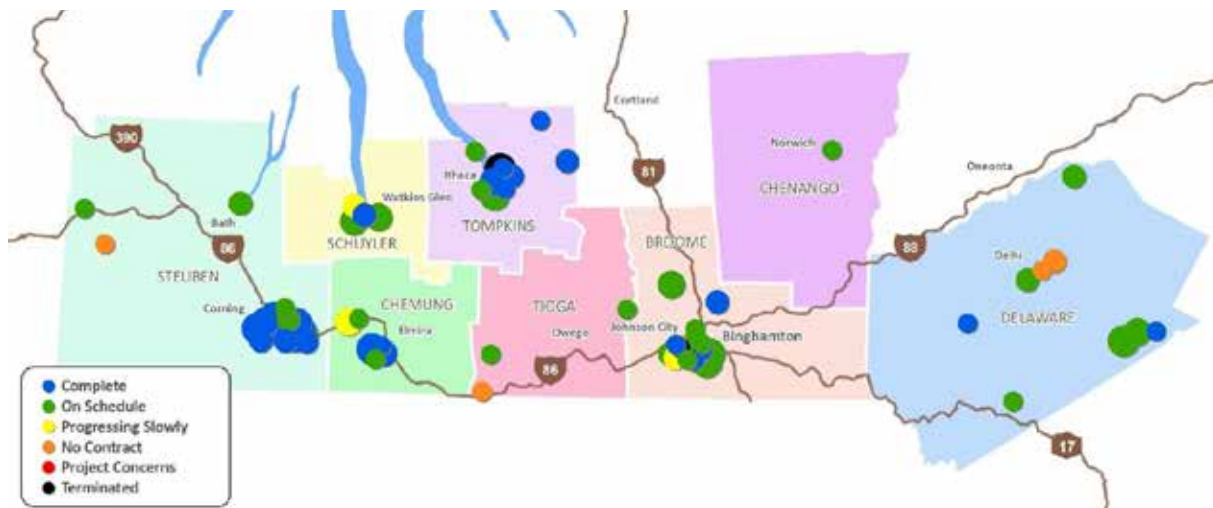 Cortland
390
Norwich
Oneonta
Ithaca
81
CHENANGO
Watkins Glen
Bath
TOMPKINS
SCHUYLER
86
BROOME
88
Delhi
STEUBEN
CHEMUNG
TIOGA
Corning
DELAWARE
Elmira
Owego
Johnson City
Binghamton
86
17
Complete
On Schedule
Progressing Slowly
No Contract
Project Concerns
Terminated